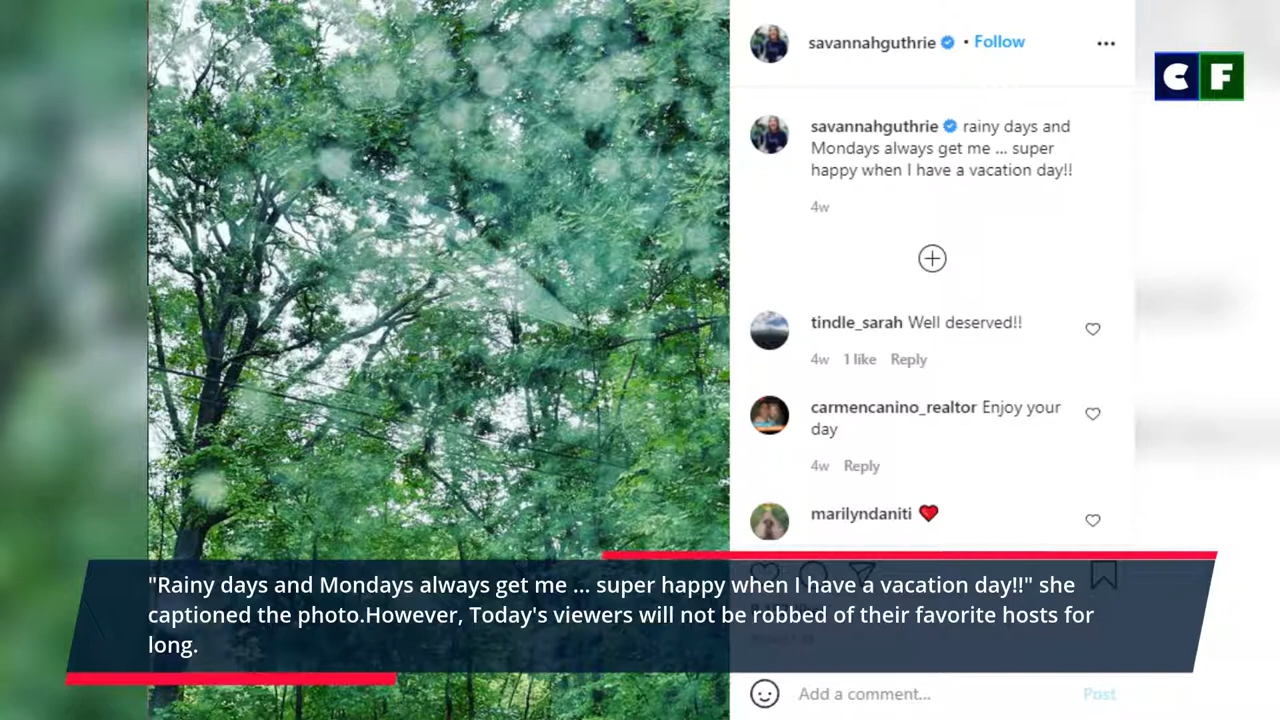 savannahguthrie • Follow
C F
savannahguthrie rainy days and
Mondays always get me ... super
happy when I have a vacation day!!
4w
tindle_sarah Well deserved!!
4w 1 like Reply
carmencanino_realtor Enjoy your
day
4w Reply
marilyndaniti ❤️
"Rainy days and Mondays always get me ... super happy when I have a vacation day!!" she
captioned the photo.However, Today's viewers will not be robbed of their favorite hosts for
long.
Add a comment... Post